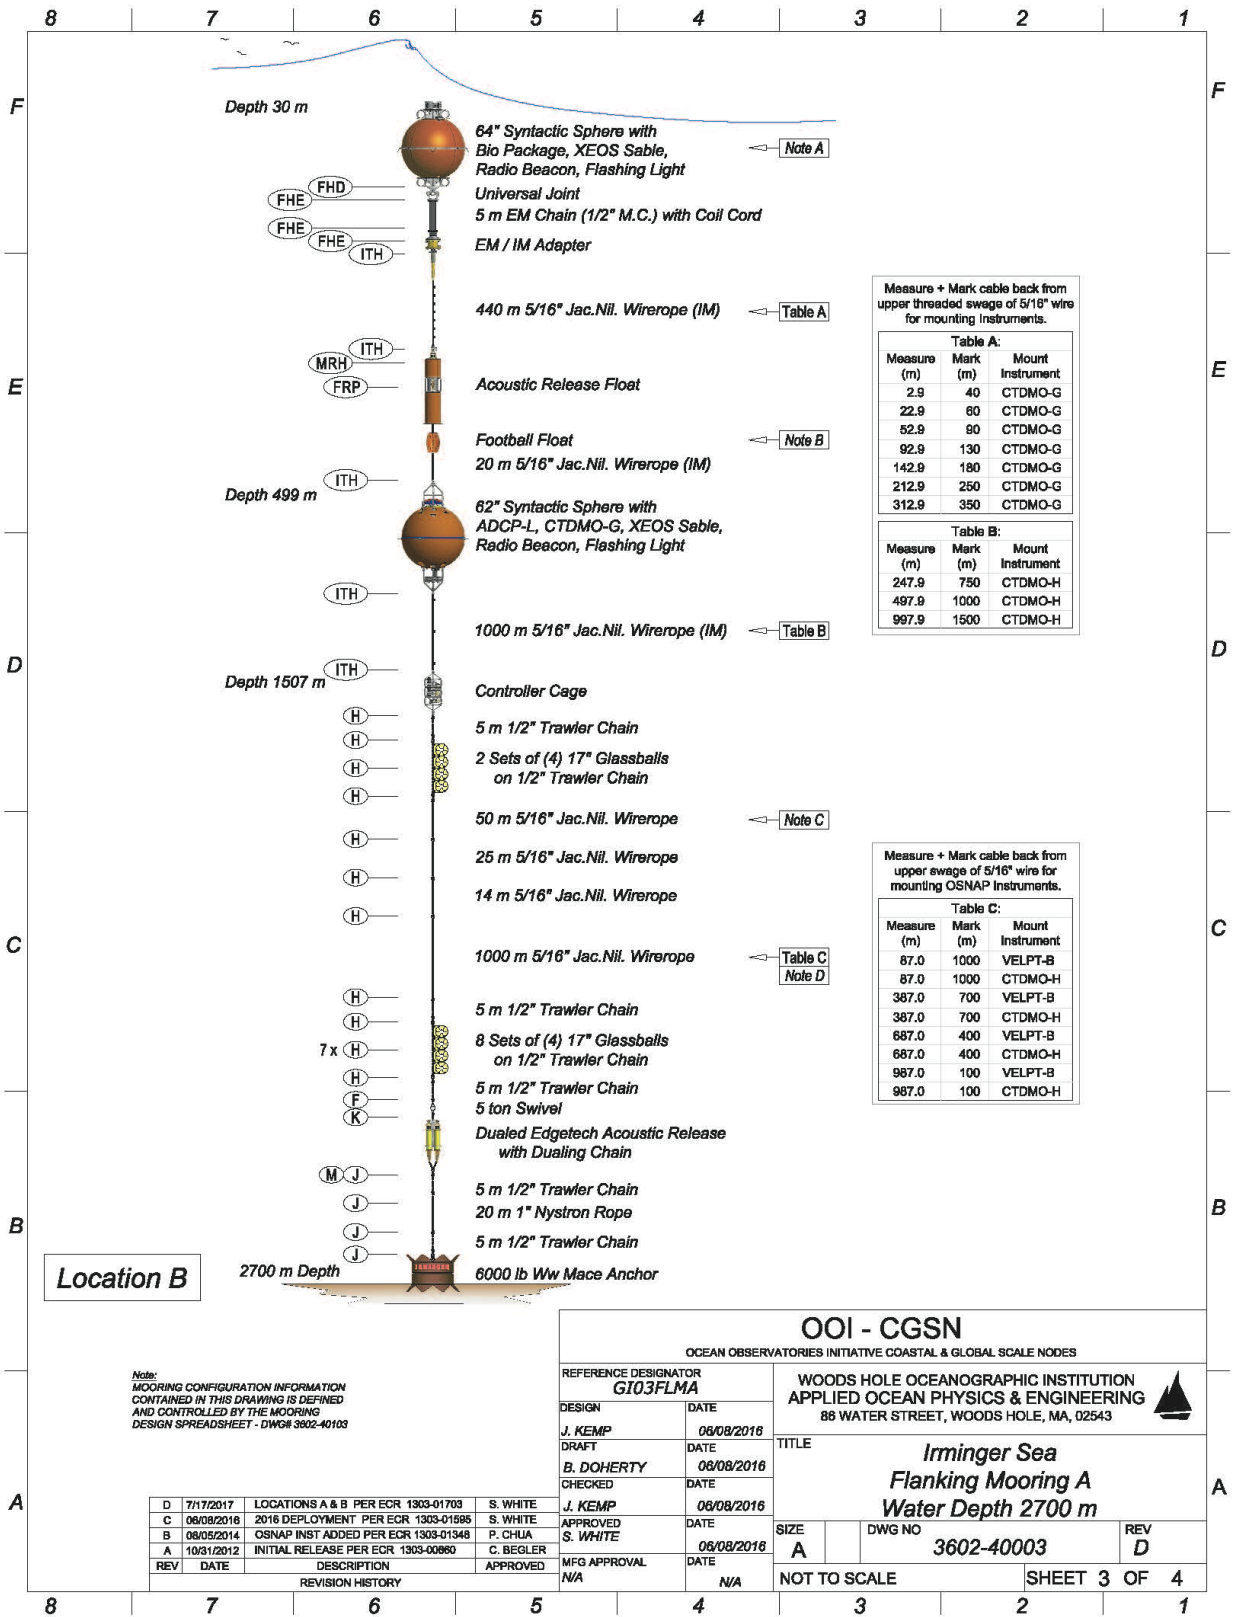 8 7 6 5 4 3 2 1
F
F
Depth 30 m
64" Syntactic Sphere with
Bio Package, XEOS Sable,
Radio Beacon, Flashing Light
Note A
FHD
Universal Joint
FHE
5 m EM Chain (1/2" M.C.) with Coil Cord
FHE
FHE
EM / IM Adapter
ITH
440 m 5/16" Jac.Nil. Wirerope (IM)
Table A
ITH
MRH
FRP
Acoustic Release Float
E
E
Football Float
Note B
20 m 5/16" Jac.Nil. Wirerope (IM)
ITH
Depth 499 m
62" Syntactic Sphere with
ADCP-L, CTDMO-G, XEOS Sable,
Radio Beacon, Flashing Light
ITH
1000 m 5/16" Jac.Nil. Wirerope (IM)
Table B
D
D
ITH
Depth 1507 m
Controller Cage
H
5 m 1/2" Trawler Chain
H
2 Sets of (4) 17" Glassballs
on 1/2" Trawler Chain
H
H
50 m 5/16" Jac.Nil. Wirerope
Note C
H
25 m 5/16" Jac.Nil. Wirerope
H
14 m 5/16" Jac.Nil. Wirerope
H
C
C
1000 m 5/16" Jac.Nil. Wirerope
Table C
Note D
H
5 m 1/2" Trawler Chain
H
8 Sets of (4) 17" Glassballs
on 1/2" Trawler Chain
7 x H
H
5 m 1/2" Trawler Chain
F
5 ton Swivel
K
Dualed Edgetech Acoustic Release
with Dualing Chain
M J
5 m 1/2" Trawler Chain
J
20 m 1" Nystron Rope
J
5 m 1/2" Trawler Chain
J
B
B
IRMINGER
2700 m Depth
6000 lb Ww Mace Anchor
Location B
Measure + Mark cable back from
upper threaded swage of 5/16" wire
for mounting Instruments.
Table A:
Measure (m) Mark (m) Mount Instrument
2.9 40 CTDMO-G
22.9 60 CTDMO-G
52.9 90 CTDMO-G
92.9 130 CTDMO-G
142.9 180 CTDMO-G
212.9 250 CTDMO-G
312.9 350 CTDMO-G
Table B:
Measure (m) Mark (m) Mount Instrument
247.9 750 CTDMO-H
497.9 1000 CTDMO-H
997.9 1500 CTDMO-H
Measure + Mark cable back from
upper swage of 5/16" wire for
mounting OSNAP Instruments.
Table C:
Measure (m) Mark (m) Mount Instrument
87.0 1000 VELPT-B
87.0 1000 CTDMO-H
387.0 700 VELPT-B
387.0 700 CTDMO-H
687.0 400 VELPT-B
687.0 400 CTDMO-H
987.0 100 VELPT-B
987.0 100 CTDMO-H
Note:
MOORING CONFIGURATION INFORMATION
CONTAINED IN THIS DRAWING IS DEFINED
AND CONTROLLED BY THE MOORING
DESIGN SPREADSHEET - DWG# 3602-40103
A
A
D 7/17/2017 LOCATIONS A & B PER ECR 1303-01703 S. WHITE
C 06/08/2016 2016 DEPLOYMENT PER ECR 1303-01595 S. WHITE
B 08/05/2014 OSNAP INST ADDED PER ECR 1303-01348 P. CHUA
A 10/31/2012 INITIAL RELEASE PER ECR 1303-00860 C. BEGLER
REV DATE DESCRIPTION APPROVED
REVISION HISTORY
OOI - CGSN
OCEAN OBSERVATORIES INITIATIVE COASTAL & GLOBAL SCALE NODES
REFERENCE DESIGNATOR
GI03FLMA
DESIGN DATE
J. KEMP 06/08/2016
DRAFT DATE
B. DOHERTY 06/08/2016
CHECKED DATE
J. KEMP 06/08/2016
APPROVED DATE
S. WHITE 06/08/2016
MFG APPROVAL DATE
N/A N/A
WOODS HOLE OCEANOGRAPHIC INSTITUTION
APPLIED OCEAN PHYSICS & ENGINEERING
86 WATER STREET, WOODS HOLE, MA, 02543
TITLE
Irminger Sea
Flanking Mooring A
Water Depth 2700 m
SIZE DWG NO REV
A 3602-40003 D
NOT TO SCALE SHEET 3 OF 4
8 7 6 5 4 3 2 1